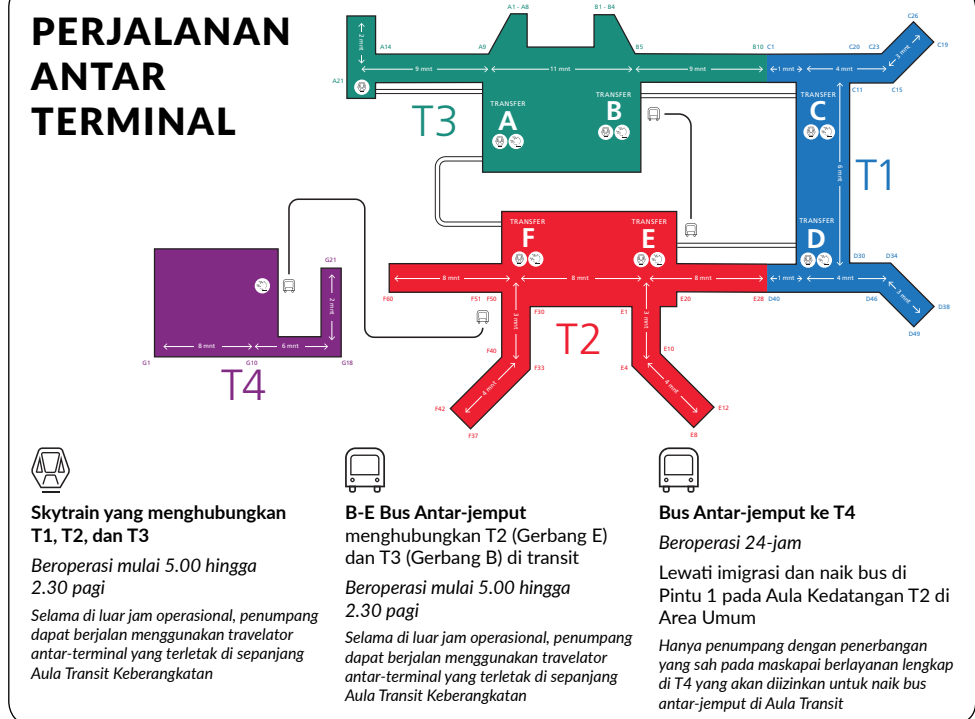 PERJALANAN
ANTAR
TERMINAL
A1 - A8
B1 - B4
C26
A14
A9
B5
B10
C1
C20
C23
C19
2 mnt
9 mnt
11 mnt
9 mnt
1 mnt
4 mnt
3 mnt
A21
C11
C15
T3
TRANSFER
A
TRANSFER
B
TRANSFER
C
T1
6 mnt
TRANSFER
F
TRANSFER
E
TRANSFER
D
G21
D30
D34
2 mnt
8 mnt
8 mnt
8 mnt
1 mnt
4 mnt
3 mnt
F60
F51
F50
F30
E1
E20
E28
D40
D46
D38
D49
3 mnt
3 mnt
T2
8 mnt
6 mnt
G1
G10
G18
T4
F40
F33
E4
E10
4 mnt
4 mnt
F42
F37
E12
E8
Skytrain yang menghubungkan
T1, T2, dan T3
Beroperasi mulai 5.00 hingga
2.30 pagi
Selama di luar jam operasional, penumpang
dapat berjalan menggunakan travelator
antar-terminal yang terletak di sepanjang
Aula Transit Keberangkatan
B-E Bus Antar-jemput
menghubungkan T2 (Gerbang E)
dan T3 (Gerbang B) di transit
Beroperasi mulai 5.00 hingga
2.30 pagi
Selama di luar jam operasional, penumpang
dapat berjalan menggunakan travelator
antar-terminal yang terletak di sepanjang
Aula Transit Keberangkatan
Bus Antar-jemput ke T4
Beroperasi 24-jam
Lewati imigrasi dan naik bus di
Pintu 1 pada Aula Kedatangan T2 di
Area Umum
Hanya penumpang dengan penerbangan
yang sah pada maskapai berlayanan lengkap
di T4 yang akan diizinkan untuk naik bus
antar-jemput di Aula Transit